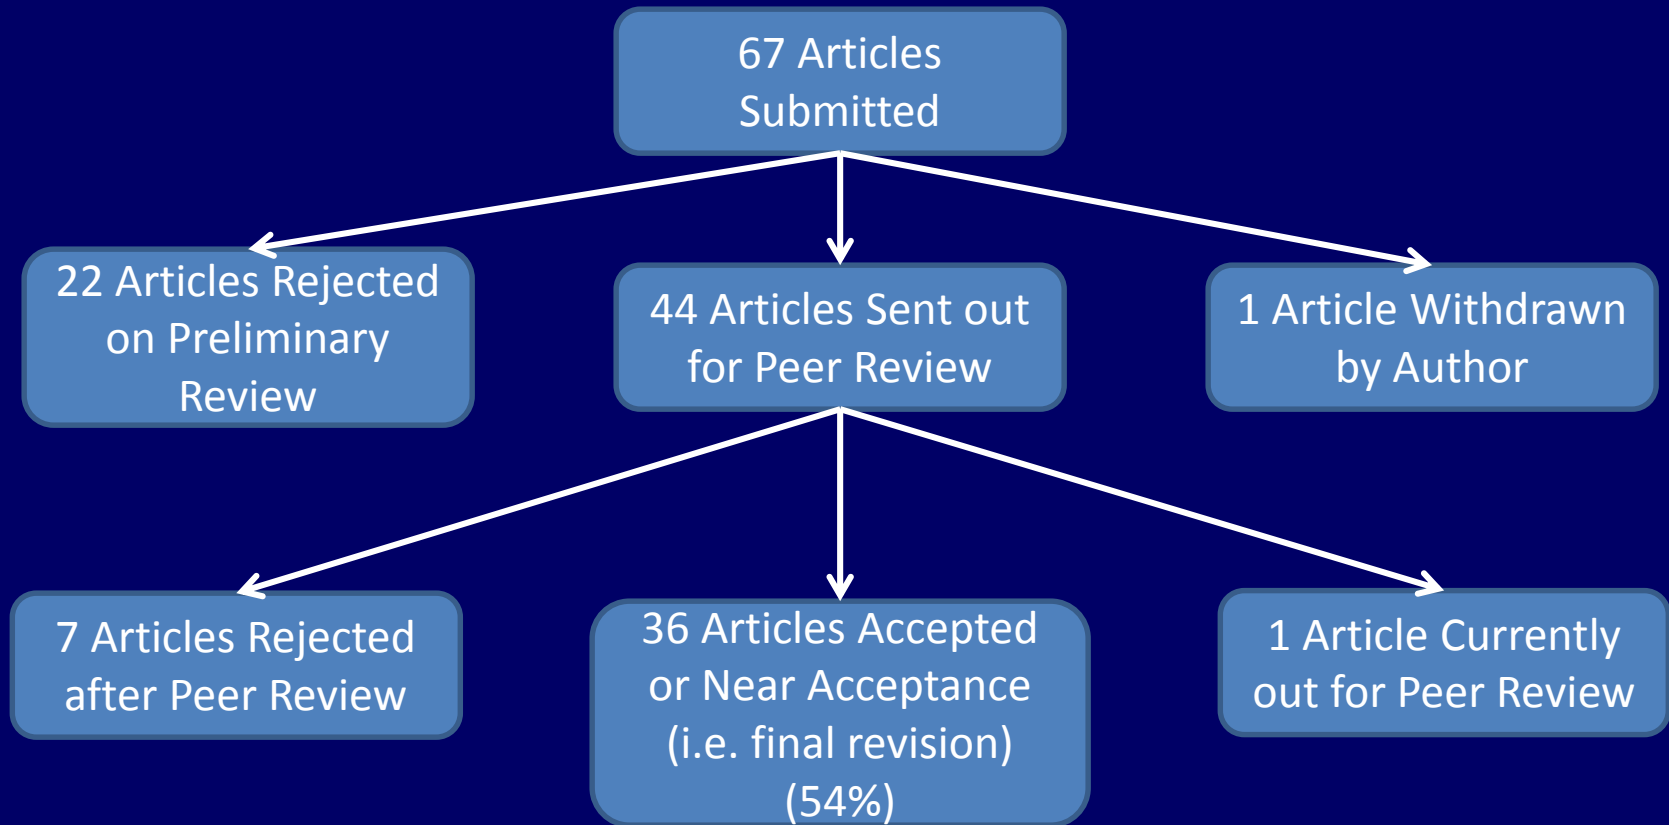 67 Articles
Submitted
22 Articles Rejected
on Preliminary
Review
44 Articles Sent out
for Peer Review
1 Article Withdrawn
by Author
7 Articles Rejected
after Peer Review
36 Articles Accepted
or Near Acceptance
(i.e. final revision)
(54%)
1 Article Currently
out for Peer Review